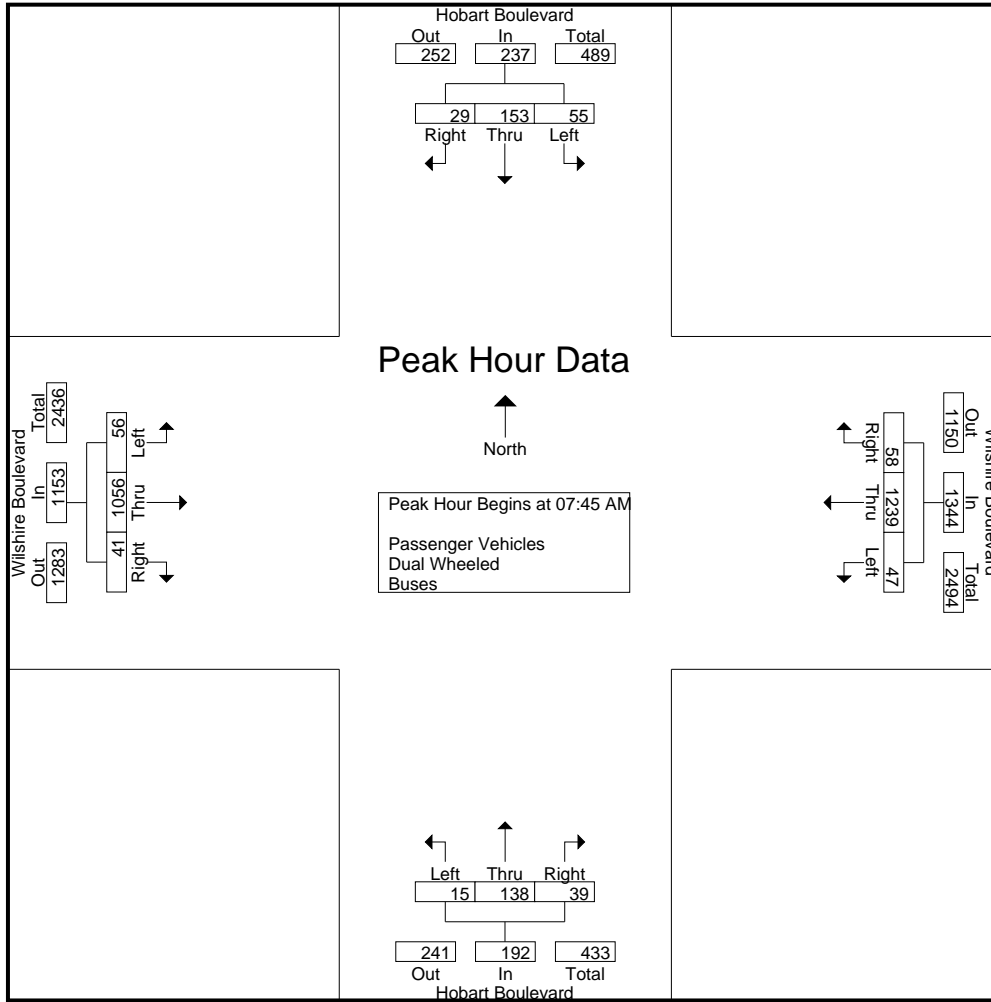 Hobart Boulevard
Out In Total
252 237 489
29 153 55
Right Thru Left
Peak Hour Data
North
Peak Hour Begins at 07:45 AM
Passenger Vehicles
Dual Wheeled
Buses
Wilshire Boulevard
Total In Out
2436 1153 1283
56 1056 41
Left Thru Right
Wilshire Boulevard
Out In Total
1150 1344 2494
58 1239 47
Right Thru Left
Left Thru Right
15 138 39
241 192 433
Out In Total
Hobart Boulevard